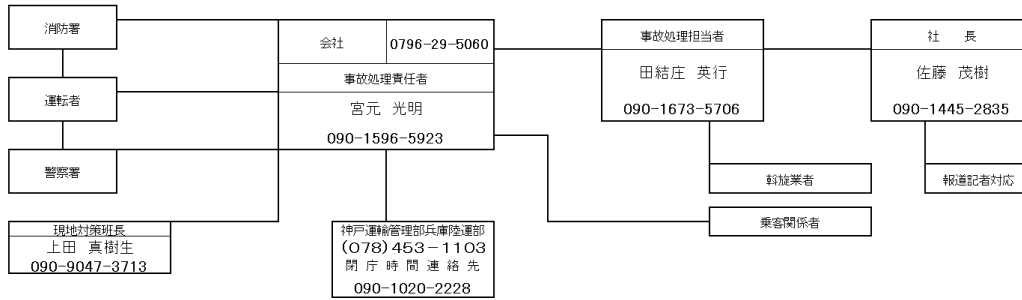 消防署
運転者
警察署
会社 0796-29-5060
事故処理責任者
宮元 光明
090-1596-5923
事故処理担当者
田結庄 英行
090-1673-5706
社 長
佐藤 茂樹
090-1445-2835
斡旋業者
報道記者対応
乗客関係者
現地対策班長
上田 真樹生
090-9047-3713
神戸運輸管理部兵庫陸運部
(078)453-1103
閉庁時間連絡先
090-1020-2228